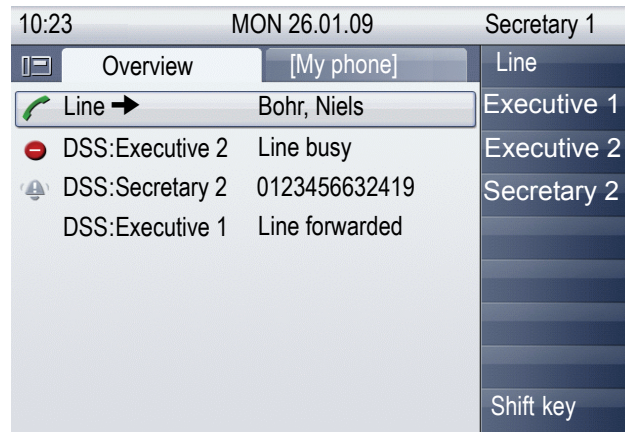 10:23 MON 26.01.09 Secretary 1
Overview [My phone] Line
Line → Bohr, Niels Executive 1
DSS:Executive 2 Line busy Executive 2
DSS:Secretary 2 0123456632419 Secretary 2
DSS:Executive 1 Line forwarded
Shift key